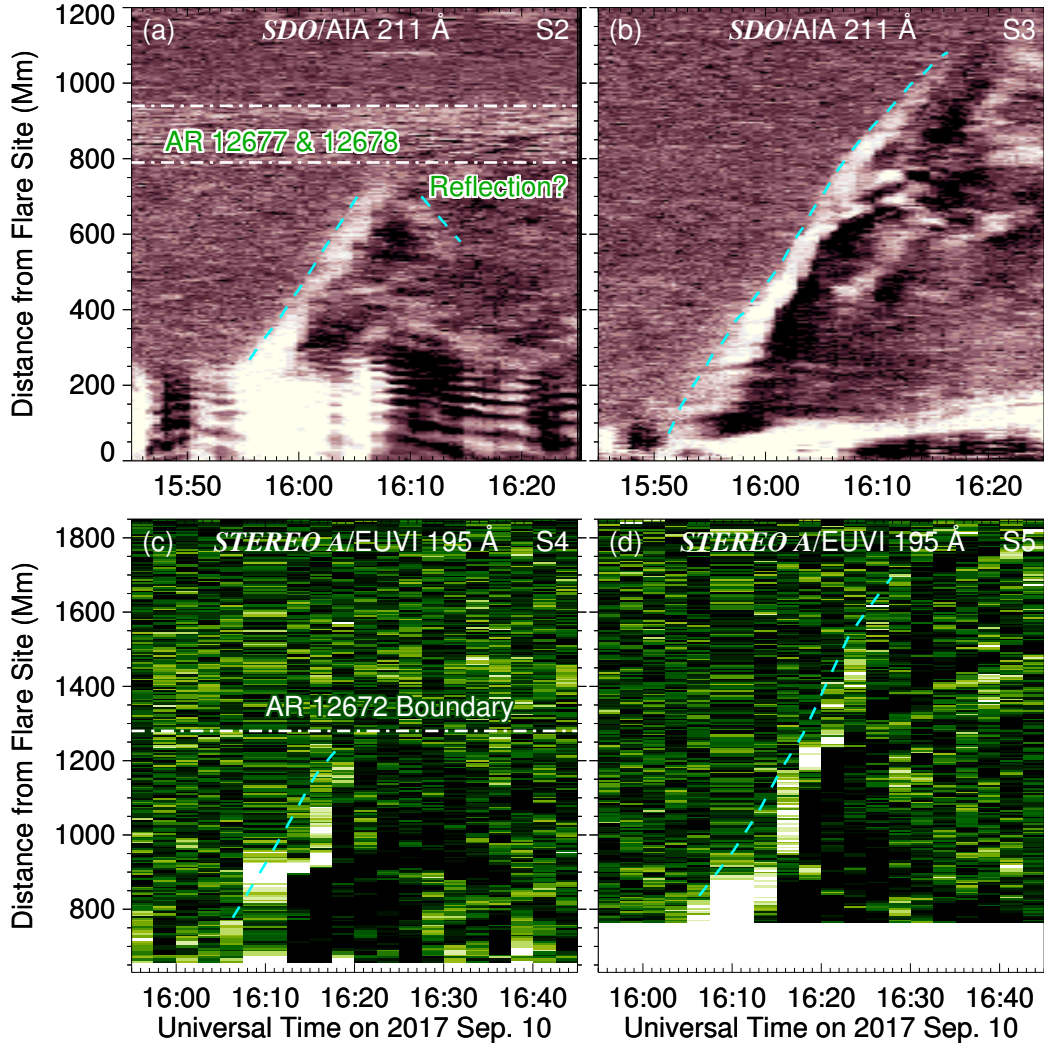 (a) SDO/AIA 211 Å S2
(b) SDO/AIA 211 Å S3
Distance from Flare Site (Mm)
1200
1000
800
600
400
200
0
AR 12677 & 12678
Reflection?
15:50 16:00 16:10 16:20
15:50 16:00 16:10 16:20
(c) STEREO A/EUVI 195 Å S4
(d) STEREO A/EUVI 195 Å S5
Distance from Flare Site (Mm)
1800
1600
1400
1200
1000
800
AR 12672 Boundary
16:00 16:10 16:20 16:30 16:40
16:00 16:10 16:20 16:30 16:40
Universal Time on 2017 Sep. 10
Universal Time on 2017 Sep. 10